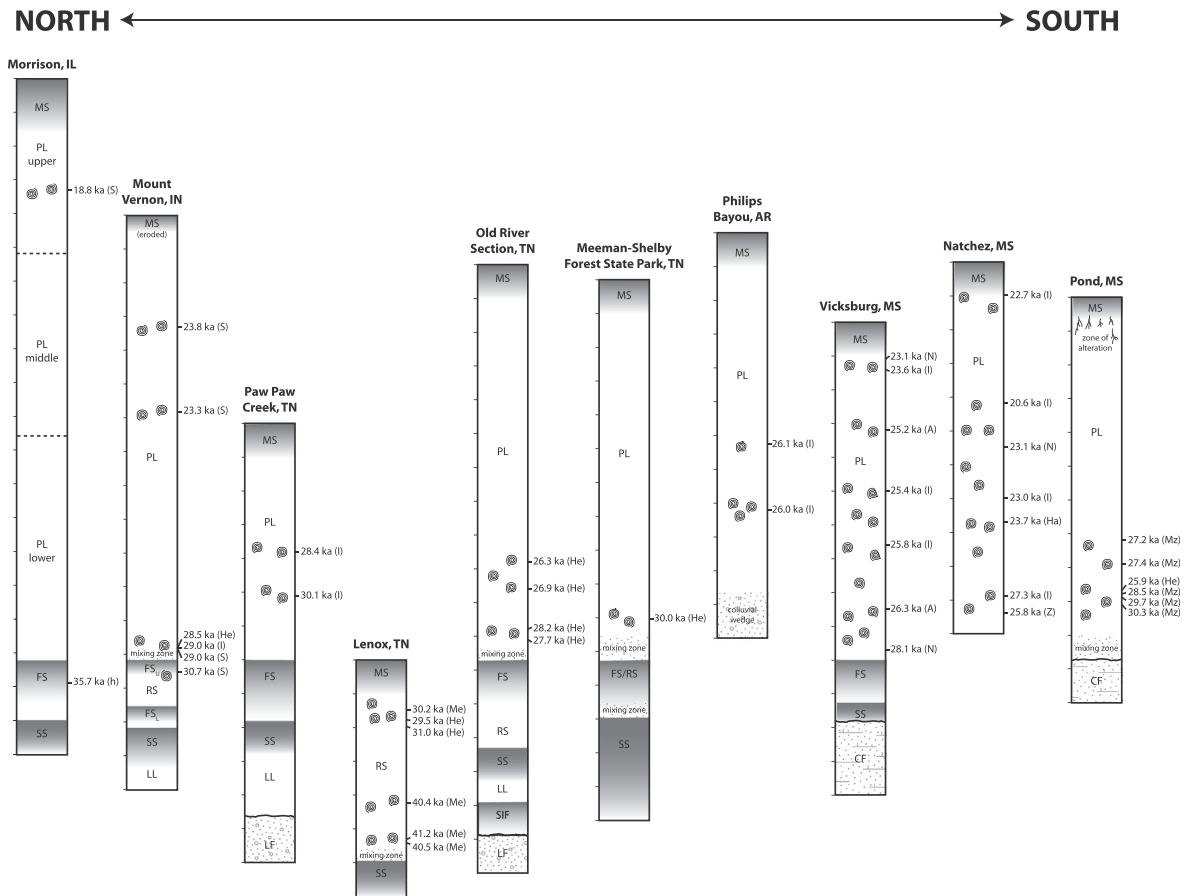 NORTH
SOUTH
Morrison, IL
MS
PL
upper
18.8 ka (S)
PL
middle
PL
lower
FS
35.7 ka (h)
SS
Mount
Vernon, IN
MS
(eroded)
23.8 ka (S)
23.3 ka (S)
PL
28.5 ka (He)
29.0 ka (I)
29.0 ka (S)
mixing zone
FSU
30.7 ka (S)
RS
FSL
SS
LL
Paw Paw
Creek, TN
MS
PL
28.4 ka (I)
30.1 ka (I)
FS
SS
LL
LF
Lenox, TN
MS
30.2 ka (Me)
29.5 ka (He)
31.0 ka (He)
RS
40.4 ka (Me)
41.2 ka (Me)
40.5 ka (Me)
mixing zone
SS
Old River
Section, TN
MS
PL
26.3 ka (He)
26.9 ka (He)
28.2 ka (He)
27.7 ka (He)
mixing zone
FS
RS
SS
LL
SIF
LF
Meeman-Shelby
Forest State Park, TN
MS
PL
30.0 ka (He)
mixing zone
FS/RS
mixing zone
SS
Philips
Bayou, AR
MS
PL
26.1 ka (I)
26.0 ka (I)
colluvial
wedge
Vicksburg, MS
MS
23.1 ka (N)
23.6 ka (I)
25.2 ka (A)
PL
25.4 ka (I)
25.8 ka (I)
26.3 ka (A)
28.1 ka (N)
FS
SS
CF
Natchez, MS
MS
22.7 ka (I)
PL
20.6 ka (I)
23.1 ka (N)
23.0 ka (I)
23.7 ka (Ha)
27.3 ka (I)
25.8 ka (Z)
Pond, MS
MS
zone of
alteration
PL
27.2 ka (Mz)
27.4 ka (Mz)
25.9 ka (He)
28.5 ka (Mz)
29.7 ka (Mz)
30.3 ka (Mz)
mixing zone
CF